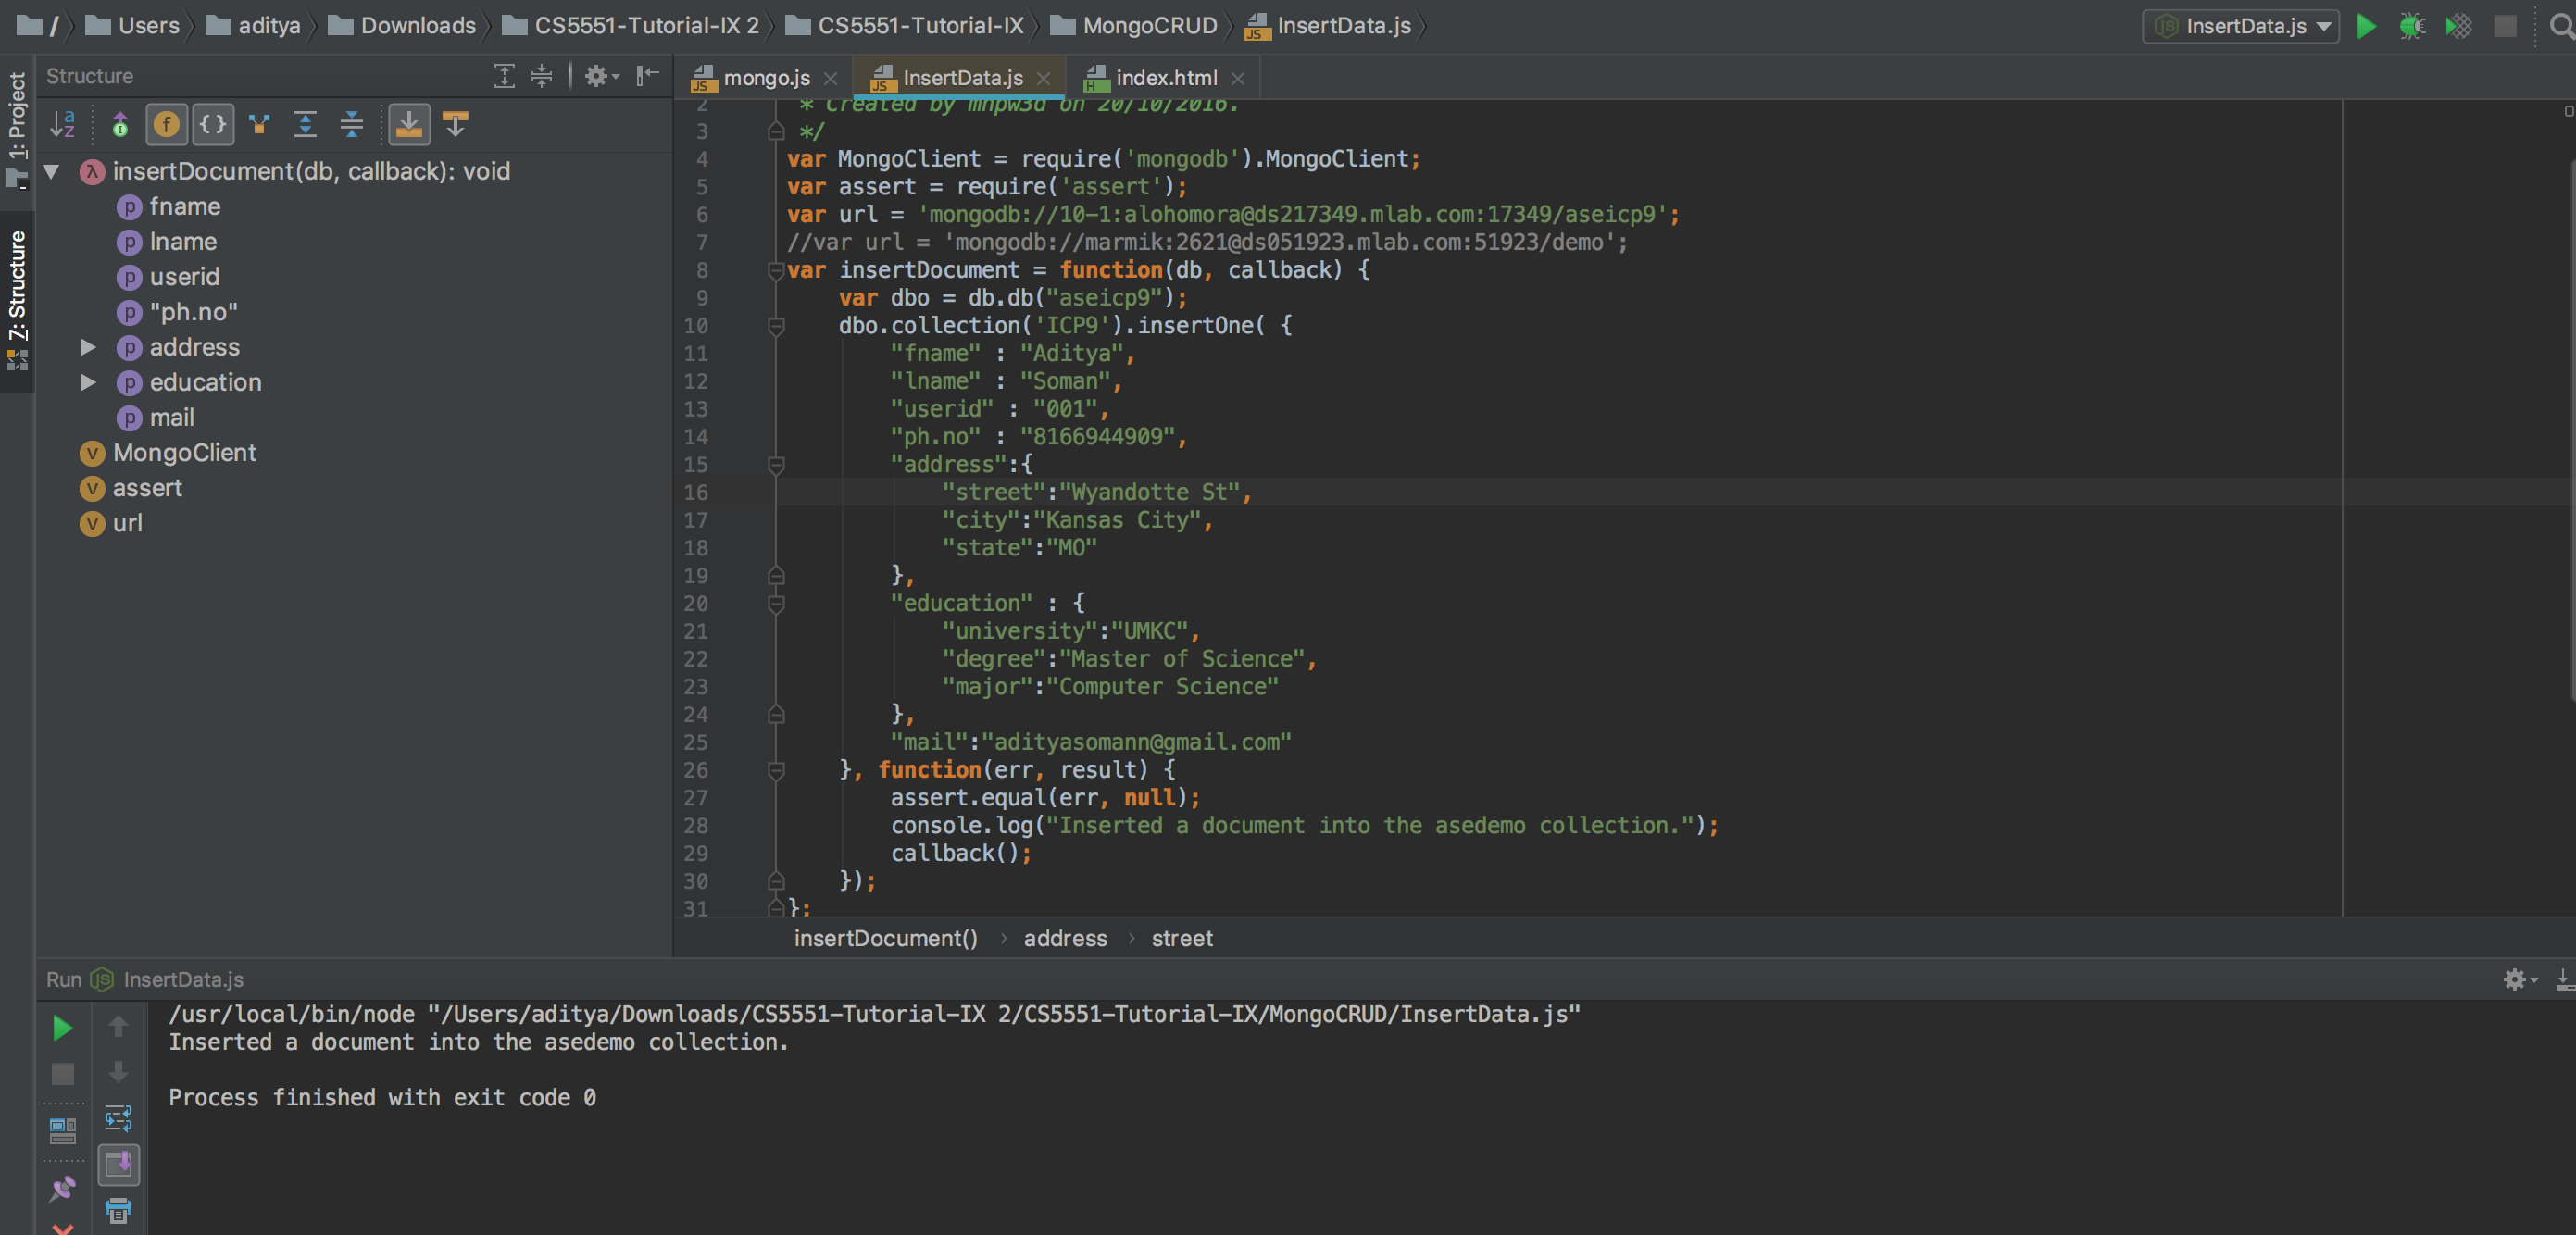 / Users aditya Downloads CS5551-Tutorial-IX 2 CS5551-Tutorial-IX MongoCRUD InsertData.js
InsertData.js
1: Project
Z: Structure
Structure
insertDocument(db, callback): void
fname
lname
userid
"ph.no"
address
education
mail
MongoClient
assert
url
mongo.js InsertData.js index.html
2 * Created by mnpw3d on 20/10/2016.
3 */
4 var MongoClient = require('mongodb').MongoClient;
5 var assert = require('assert');
6 var url = 'mongodb://10-1:alohomora@ds217349.mlab.com:17349/aseicp9';
7 //var url = 'mongodb://marmik:2621@ds051923.mlab.com:51923/demo';
8 var insertDocument = function(db, callback) {
9 var dbo = db.db("aseicp9");
10 dbo.collection('ICP9').insertOne( {
11 "fname" : "Aditya",
12 "lname" : "Soman",
13 "userid" : "001",
14 "ph.no" : "8166944909",
15 "address":{
16 "street":"Wyandotte St",
17 "city":"Kansas City",
18 "state":"MO"
19 },
20 "education" : {
21 "university":"UMKC",
22 "degree":"Master of Science",
23 "major":"Computer Science"
24 },
25 "mail":"adityasomann@gmail.com"
26 }, function(err, result) {
27 assert.equal(err, null);
28 console.log("Inserted a document into the asedemo collection.");
29 callback();
30 });
31 };
insertDocument() › address › street
Run InsertData.js
/usr/local/bin/node "/Users/aditya/Downloads/CS5551-Tutorial-IX 2/CS5551-Tutorial-IX/MongoCRUD/InsertData.js"
Inserted a document into the asedemo collection.
Process finished with exit code 0